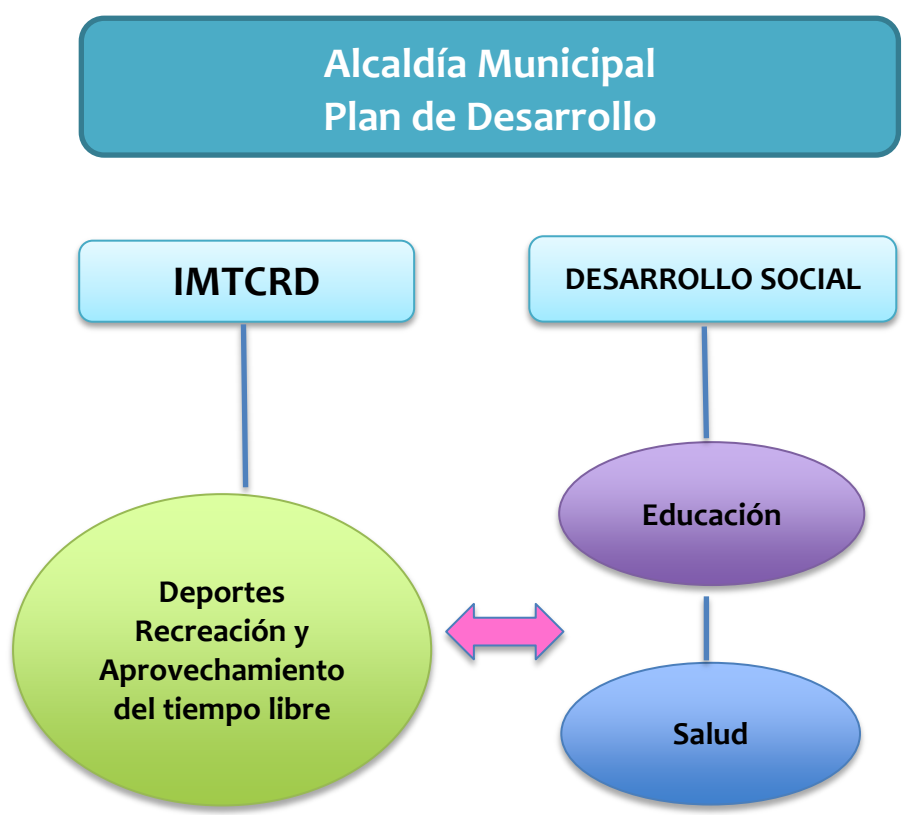 Alcaldía Municipal
Plan de Desarrollo
IMTCRD
DESARROLLO SOCIAL
Educación
Deportes
Recreación y
Aprovechamiento
del tiempo libre
Salud